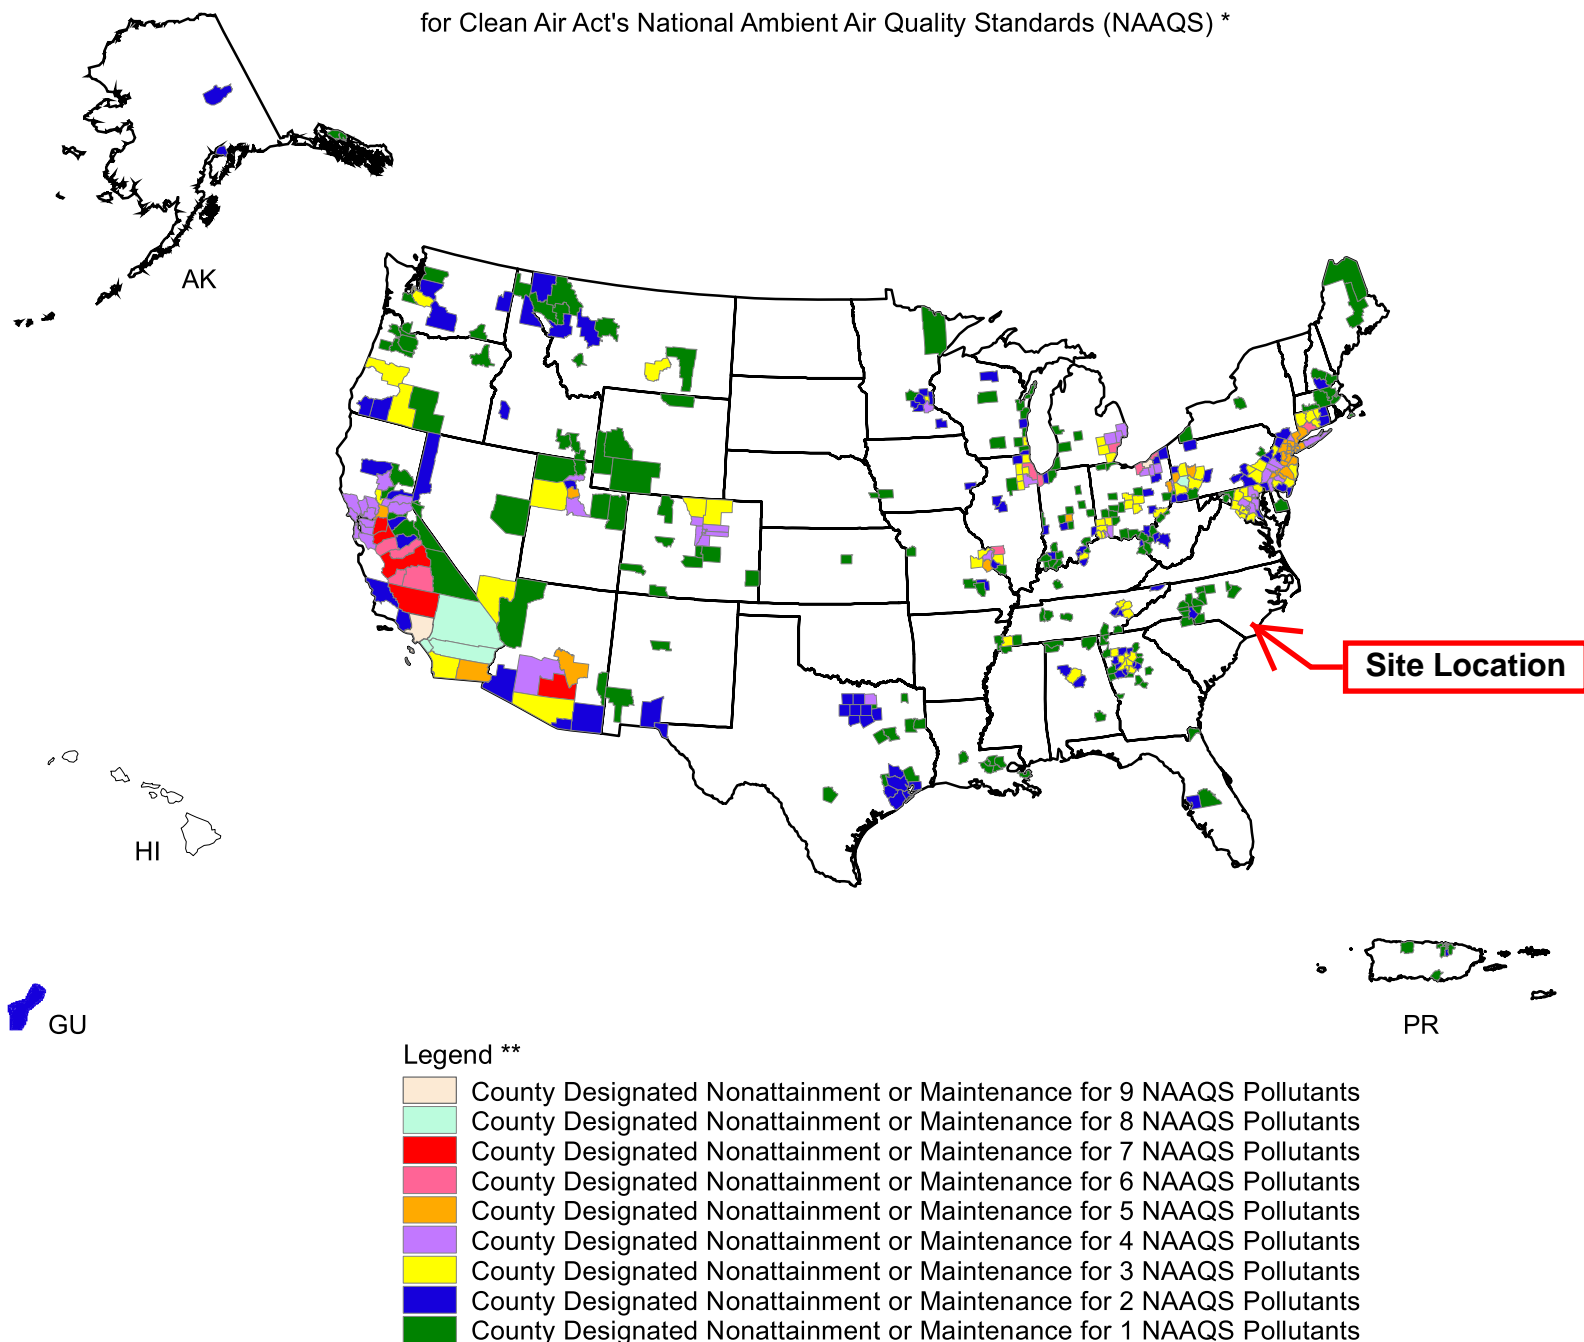 for Clean Air Act's National Ambient Air Quality Standards (NAAQS) *
AK
Site Location
HI
GU
PR
Legend **
County Designated Nonattainment or Maintenance for 9 NAAQS Pollutants
County Designated Nonattainment or Maintenance for 8 NAAQS Pollutants
County Designated Nonattainment or Maintenance for 7 NAAQS Pollutants
County Designated Nonattainment or Maintenance for 6 NAAQS Pollutants
County Designated Nonattainment or Maintenance for 5 NAAQS Pollutants
County Designated Nonattainment or Maintenance for 4 NAAQS Pollutants
County Designated Nonattainment or Maintenance for 3 NAAQS Pollutants
County Designated Nonattainment or Maintenance for 2 NAAQS Pollutants
County Designated Nonattainment or Maintenance for 1 NAAQS Pollutants